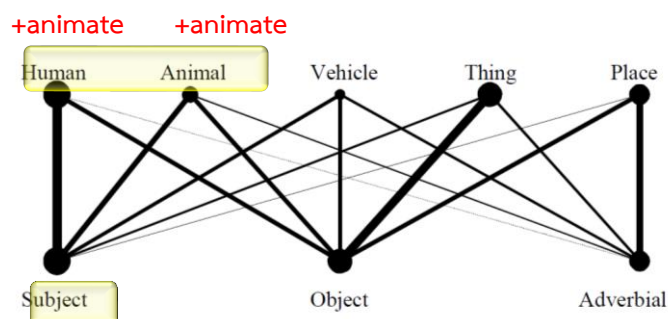 +animate +animate
Human Animal Vehicle Thing Place
Subject Object Adverbial